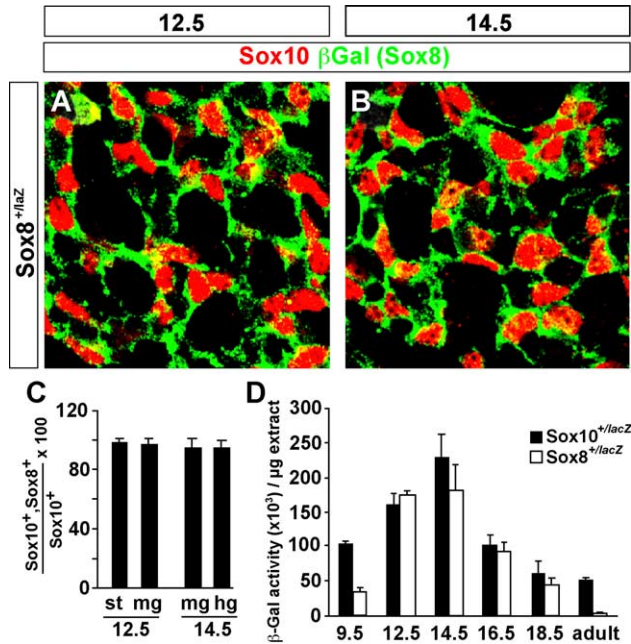 12.5 14.5
Sox10 βGal (Sox8)
A B
Sox8+/laZ
C
Sox10+,Sox8+ x 100
Sox10+
120
80
40
0
st mg mg hg
12.5 14.5
D
β-Gal activity (x10³) / µg extract
300
250
200
150
100
50
0
Sox10+/lacZ
Sox8+/lacZ
9.5 12.5 14.5 16.5 18.5 adult